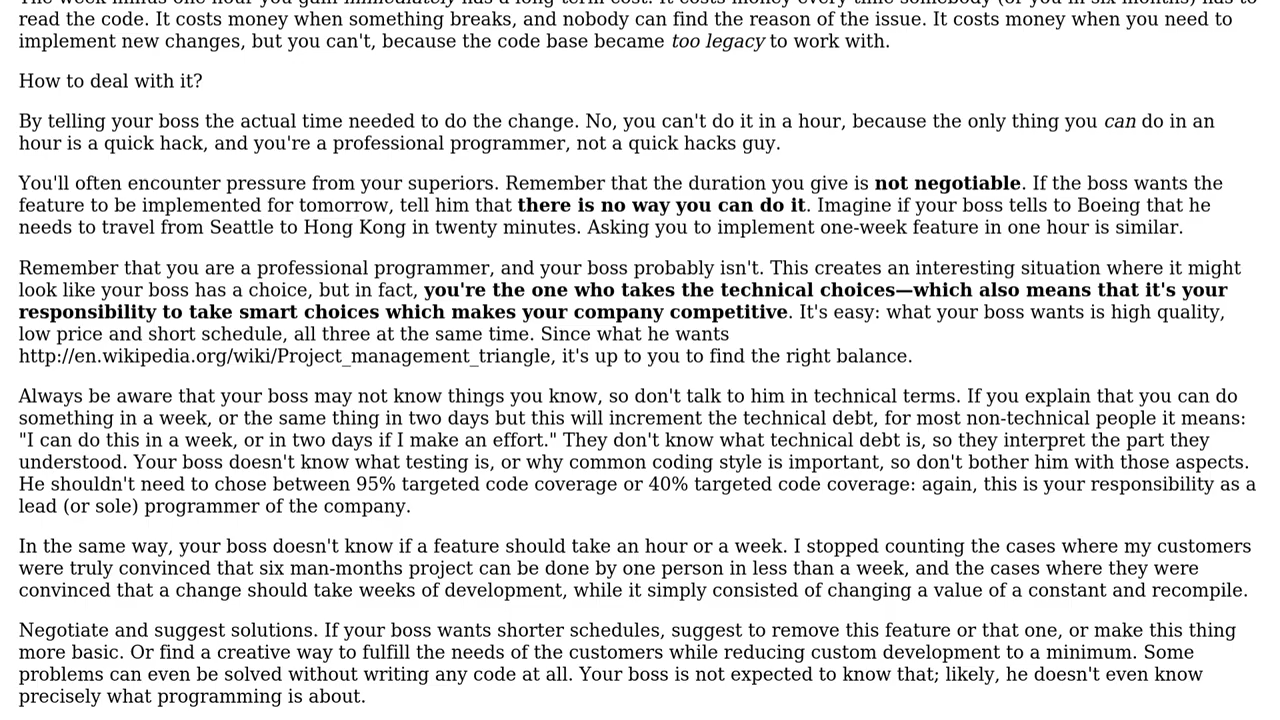 read the code. It costs money when something breaks, and nobody can find the reason of the issue. It costs money when you need to
implement new changes, but you can't, because the code base became too legacy to work with.
How to deal with it?
By telling your boss the actual time needed to do the change. No, you can't do it in a hour, because the only thing you can do in an
hour is a quick hack, and you're a professional programmer, not a quick hacks guy.
You'll often encounter pressure from your superiors. Remember that the duration you give is not negotiable. If the boss wants the
feature to be implemented for tomorrow, tell him that there is no way you can do it. Imagine if your boss tells to Boeing that he
needs to travel from Seattle to Hong Kong in twenty minutes. Asking you to implement one-week feature in one hour is similar.
Remember that you are a professional programmer, and your boss probably isn't. This creates an interesting situation where it might
look like your boss has a choice, but in fact, you're the one who takes the technical choices—which also means that it's your
responsibility to take smart choices which makes your company competitive. It's easy: what your boss wants is high quality,
low price and short schedule, all three at the same time. Since what he wants
http://en.wikipedia.org/wiki/Project_management_triangle, it's up to you to find the right balance.
Always be aware that your boss may not know things you know, so don't talk to him in technical terms. If you explain that you can do
something in a week, or the same thing in two days but this will increment the technical debt, for most non-technical people it means:
"I can do this in a week, or in two days if I make an effort." They don't know what technical debt is, so they interpret the part they
understood. Your boss doesn't know what testing is, or why common coding style is important, so don't bother him with those aspects.
He shouldn't need to chose between 95% targeted code coverage or 40% targeted code coverage: again, this is your responsibility as a
lead (or sole) programmer of the company.
In the same way, your boss doesn't know if a feature should take an hour or a week. I stopped counting the cases where my customers
were truly convinced that six man-months project can be done by one person in less than a week, and the cases where they were
convinced that a change should take weeks of development, while it simply consisted of changing a value of a constant and recompile.
Negotiate and suggest solutions. If your boss wants shorter schedules, suggest to remove this feature or that one, or make this thing
more basic. Or find a creative way to fulfill the needs of the customers while reducing custom development to a minimum. Some
problems can even be solved without writing any code at all. Your boss is not expected to know that; likely, he doesn't even know
precisely what programming is about.